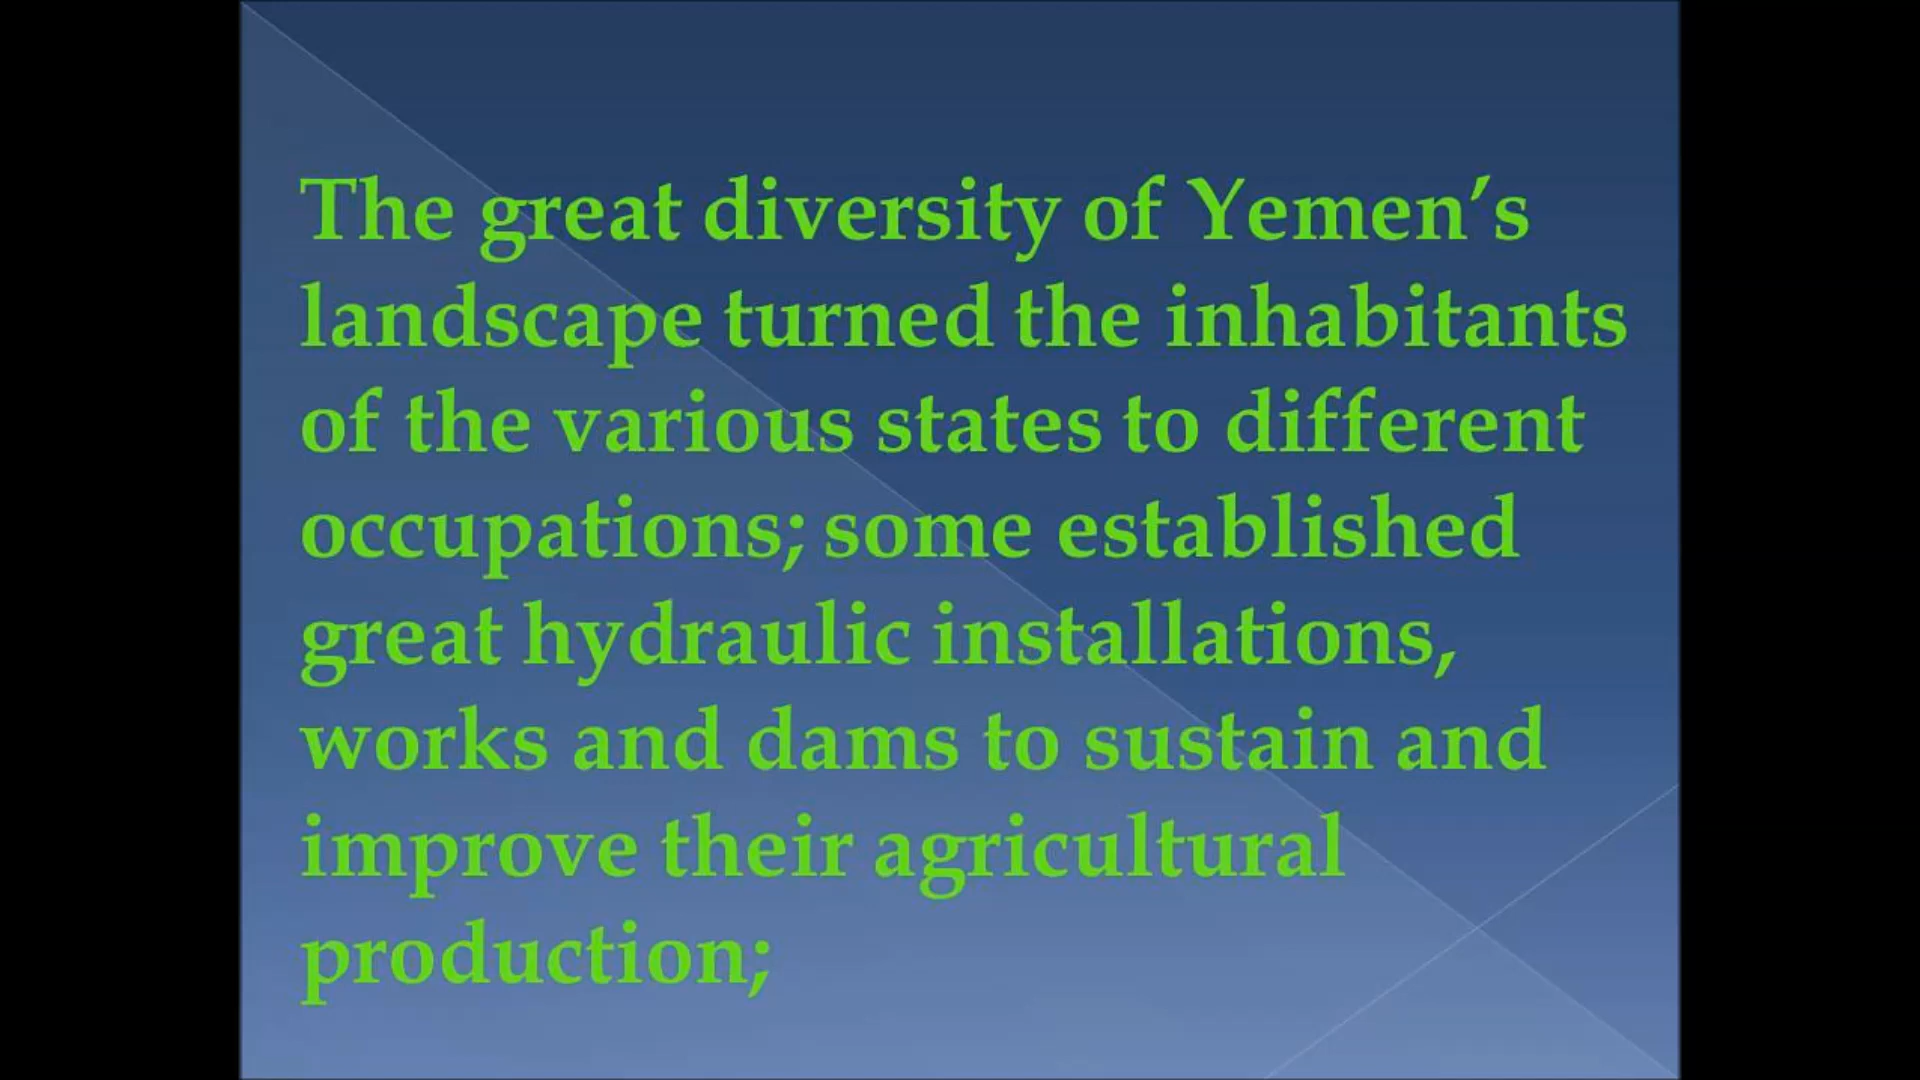 The great diversity of Yemen’s
landscape turned the inhabitants
of the various states to different
occupations; some established
great hydraulic installations,
works and dams to sustain and
improve their agricultural
production;